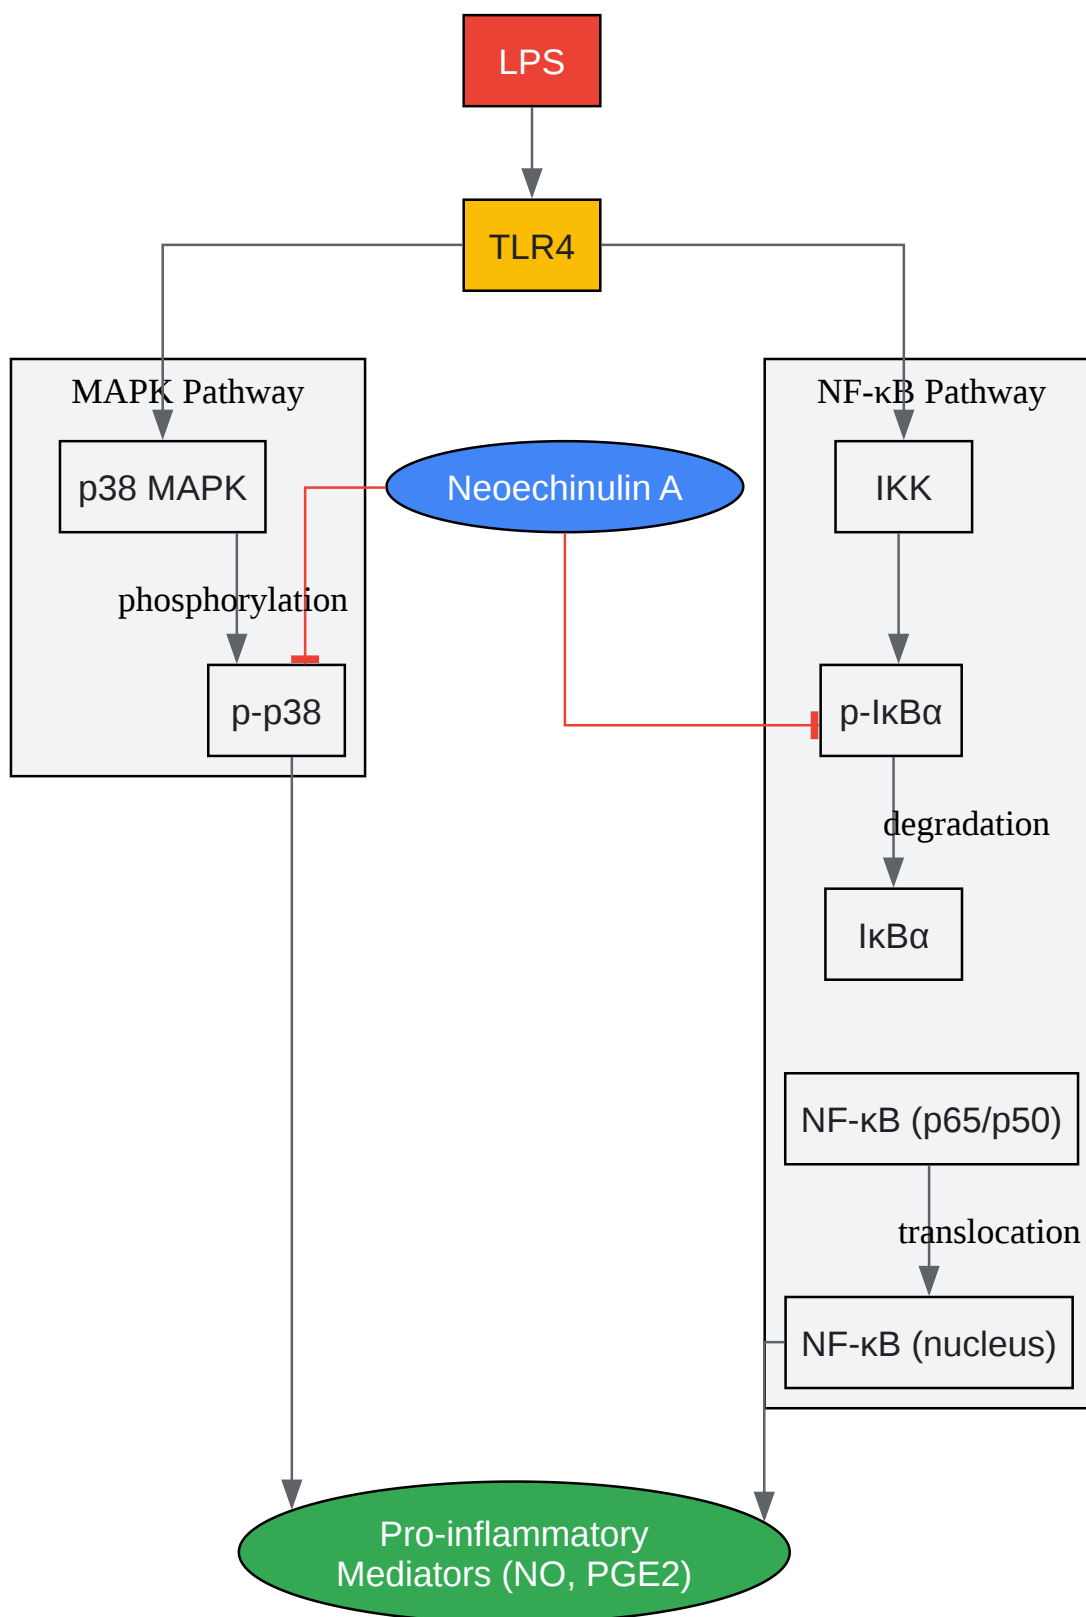 LPS
TLR4
MAPK Pathway
NF-κB Pathway
p38 MAPK
Neoechinulin A
IKK
phosphorylation
p-p38
p-IκBα
degradation
IκBα
NF-κB (p65/p50)
translocation
NF-κB (nucleus)
Pro-inflammatory
Mediators (NO, PGE2)